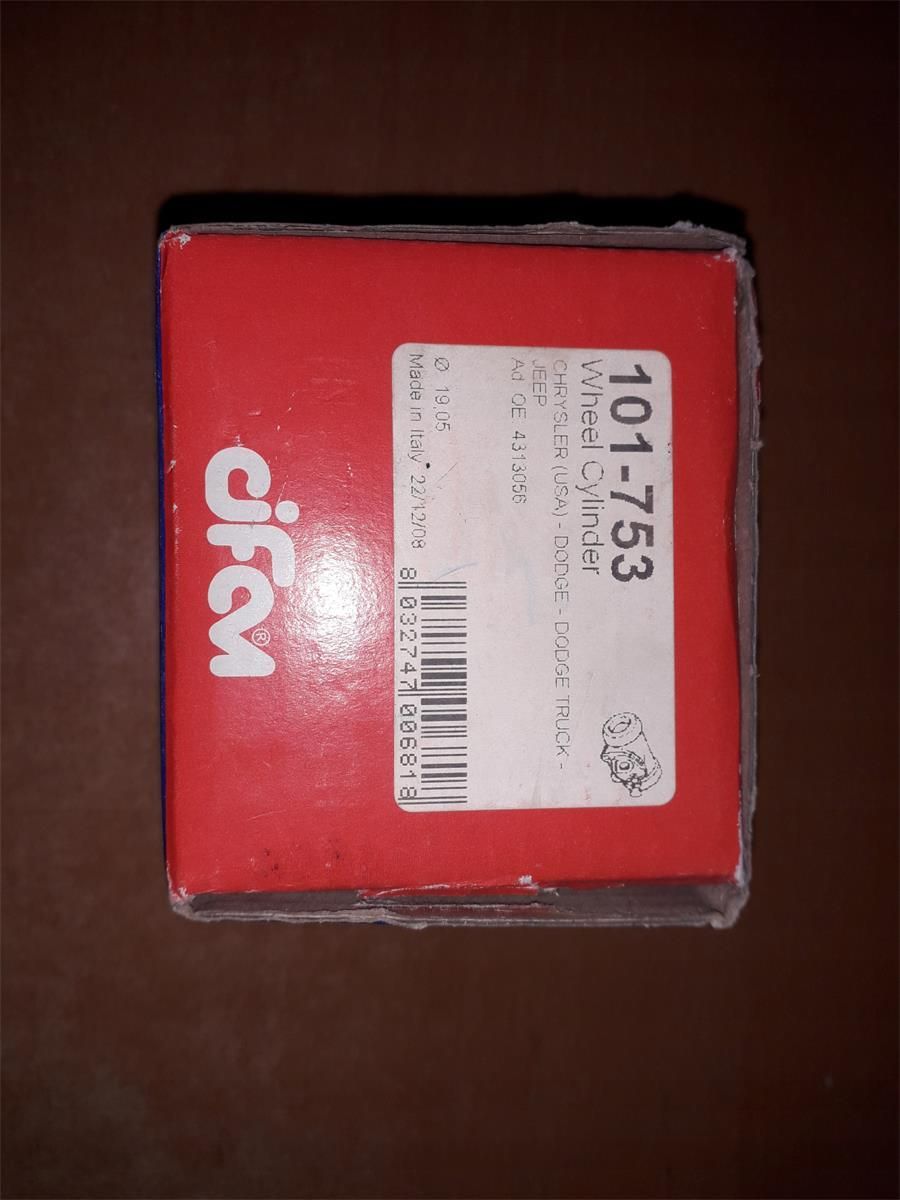 101-753
Wheel Cylinder
CHRYSLER (USA) - DODGE - DODGE TRUCK -
JEEP
Ad. OE 4313056
Ø 19.05
Made in Italy 22/12/08
8 032747 006818
cifam®